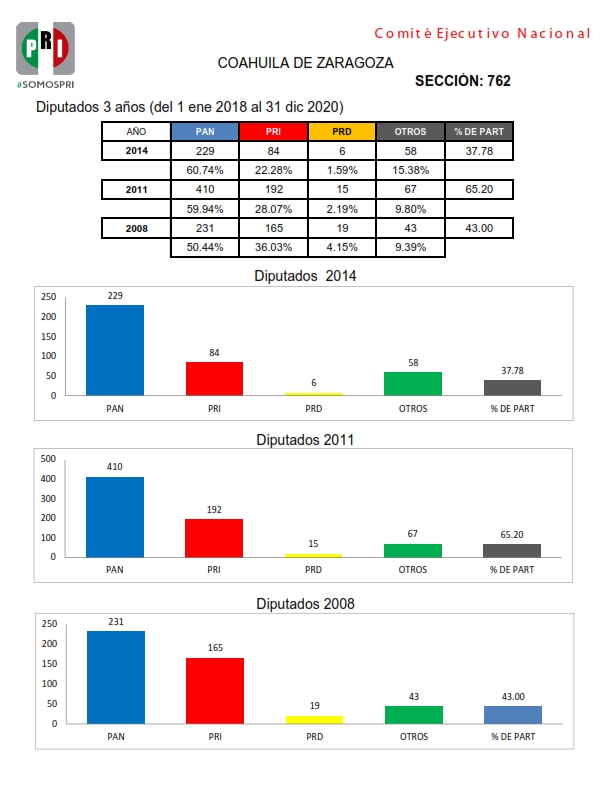 Comité Ejecutivo Nacional
PRI
#SOMOSPRI
COAHUILA DE ZARAGOZA
SECCIÓN: 762
Diputados 3 años (del 1 ene 2018 al 31 dic 2020)
AÑO PAN PRI PRD OTROS % DE PART
2014 229 84 6 58 37.78
60.74% 22.28% 1.59% 15.38%
2011 410 192 15 67 65.20
59.94% 28.07% 2.19% 9.80%
2008 231 165 19 43 43.00
50.44% 36.03% 4.15% 9.39%
Diputados 2014
250
200
150
100
50
0
229 84 6 58 37.78
PAN PRI PRD OTROS % DE PART
Diputados 2011
500
400
300
200
100
0
410 192 15 67 65.20
PAN PRI PRD OTROS % DE PART
Diputados 2008
250
200
150
100
50
0
231 165 19 43 43.00
PAN PRI PRD OTROS % DE PART